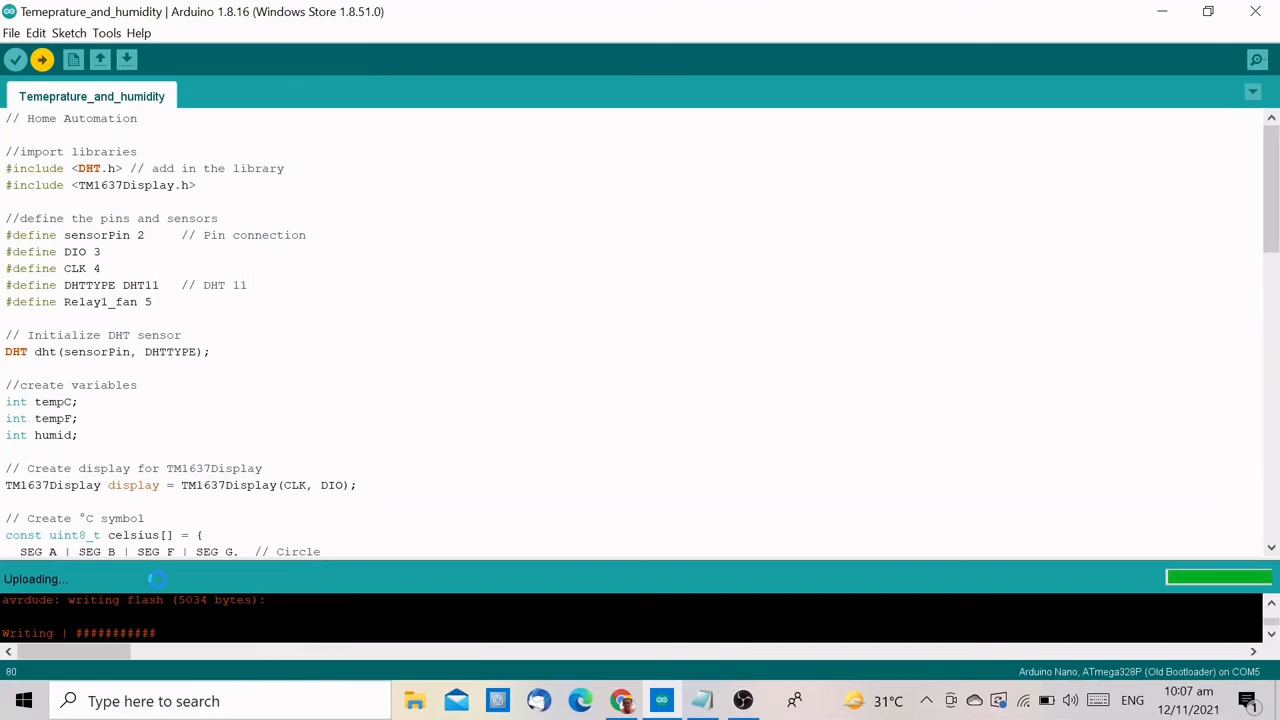 Temeprature_and_humidity | Arduino 1.8.16 (Windows Store 1.8.51.0)
File Edit Sketch Tools Help
Temeprature_and_humidity
// Home Automation
//import libraries
#include <DHT.h> // add in the library
#include <TM1637Display.h>
//define the pins and sensors
#define sensorPin 2     // Pin connection
#define DIO 3
#define CLK 4
#define DHTTYPE DHT11   // DHT 11
#define Relay1_fan 5
// Initialize DHT sensor
DHT dht(sensorPin, DHTTYPE);
//create variables
int tempC;
int tempF;
int humid;
// Create display for TM1637Display
TM1637Display display = TM1637Display(CLK, DIO);
// Create °C symbol
const uint8_t celsius[] = {
  SEG_A | SEG_B | SEG_F | SEG_G,  // Circle
Uploading...
avrdude: writing flash (5034 bytes):
Writing | ###########
80
Arduino Nano, ATmega328P (Old Bootloader) on COM5
Type here to search
31°C
ENG
10:07 am
12/11/2021
1